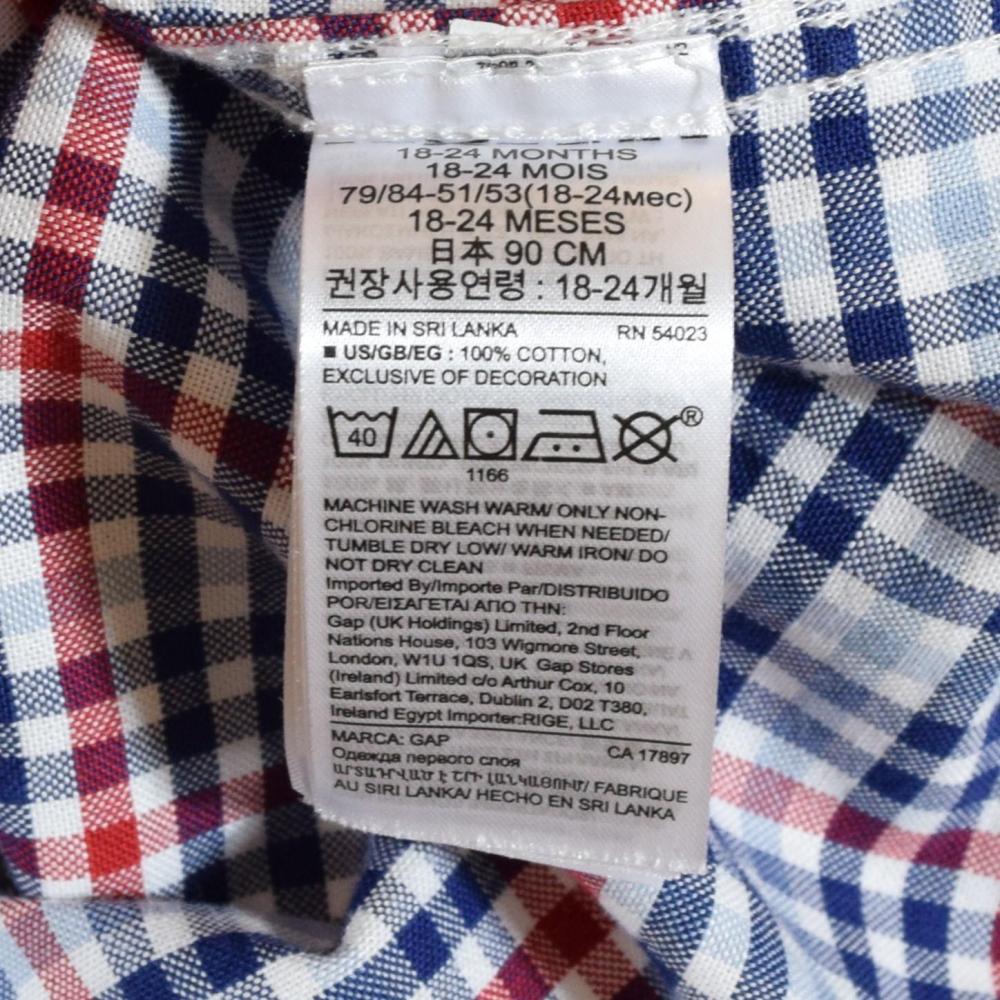 18-24 MONTHS
18-24 MOIS
79/84-51/53(18-24мес)
18-24 MESES
日本 90 CM
권장사용연령 : 18-24개월
MADE IN SRI LANKA RN 54023
■ US/GB/EG : 100% COTTON,
EXCLUSIVE OF DECORATION
40 ®
1166
MACHINE WASH WARM/ ONLY NON-
CHLORINE BLEACH WHEN NEEDED/
TUMBLE DRY LOW/ WARM IRON/ DO
NOT DRY CLEAN
Imported By/Importe Par/DISTRIBUIDO
POR/ΕΙΣΑΓΕΤΑΙ ΑΠΟ ΤΗΝ:
Gap (UK Holdings) Limited, 2nd Floor
Nations House, 103 Wigmore Street,
London, W1U 1QS, UK Gap Stores
(Ireland) Limited c/o Arthur Cox, 10
Earlsfort Terrace, Dublin 2, D02 T380,
Ireland Egypt Importer:RIGE, LLC
MARCA: GAP CA 17897
Одежда первого слоя
ԱՐՏԱԴՐՎԱԾ Է ՇՐԻ ԼԱՆԿԱՅՈՒՄ/ FABRIQUE
AU SIRI LANKA/ HECHO EN SRI LANKA